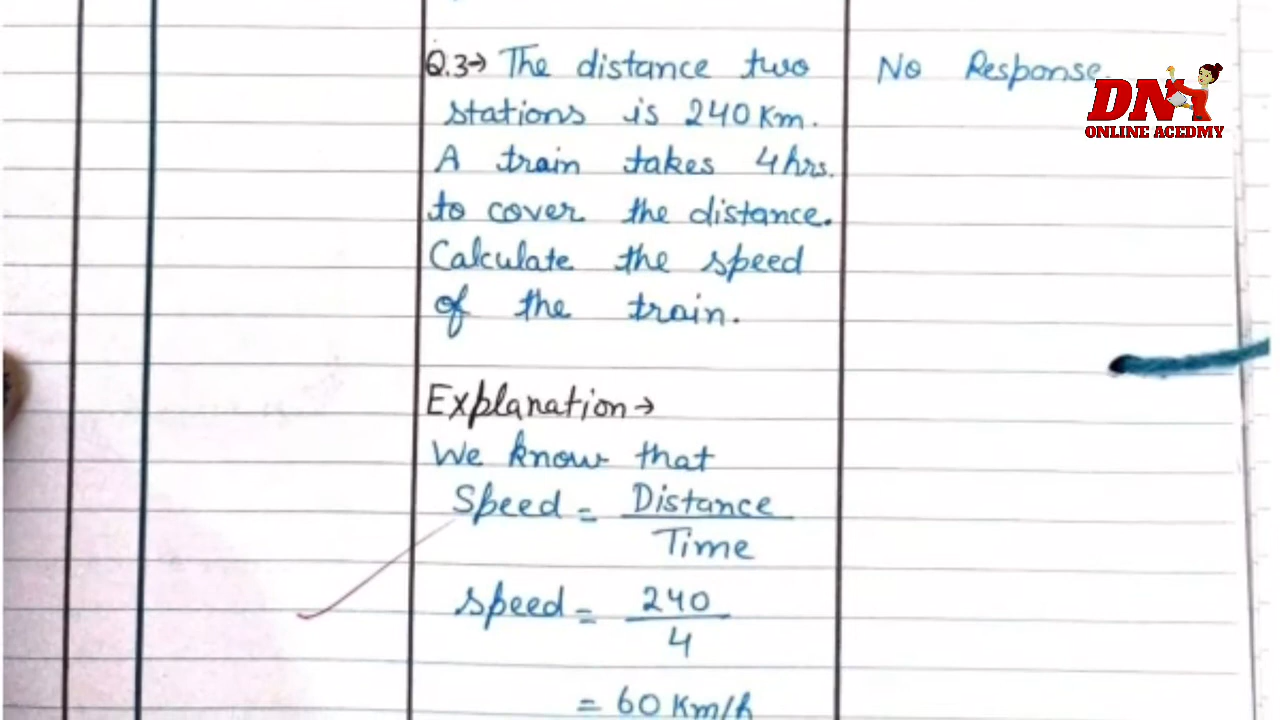 Q.3→ The distance two
stations is 240 Km.
A train takes 4hrs.
to cover the distance.
Calculate the speed
of the train.
Explanation→
We know that
Speed = Distance
Time
speed = 240
4
= 60 Km/h
No Response.
DNA
ONLINE ACEDMY